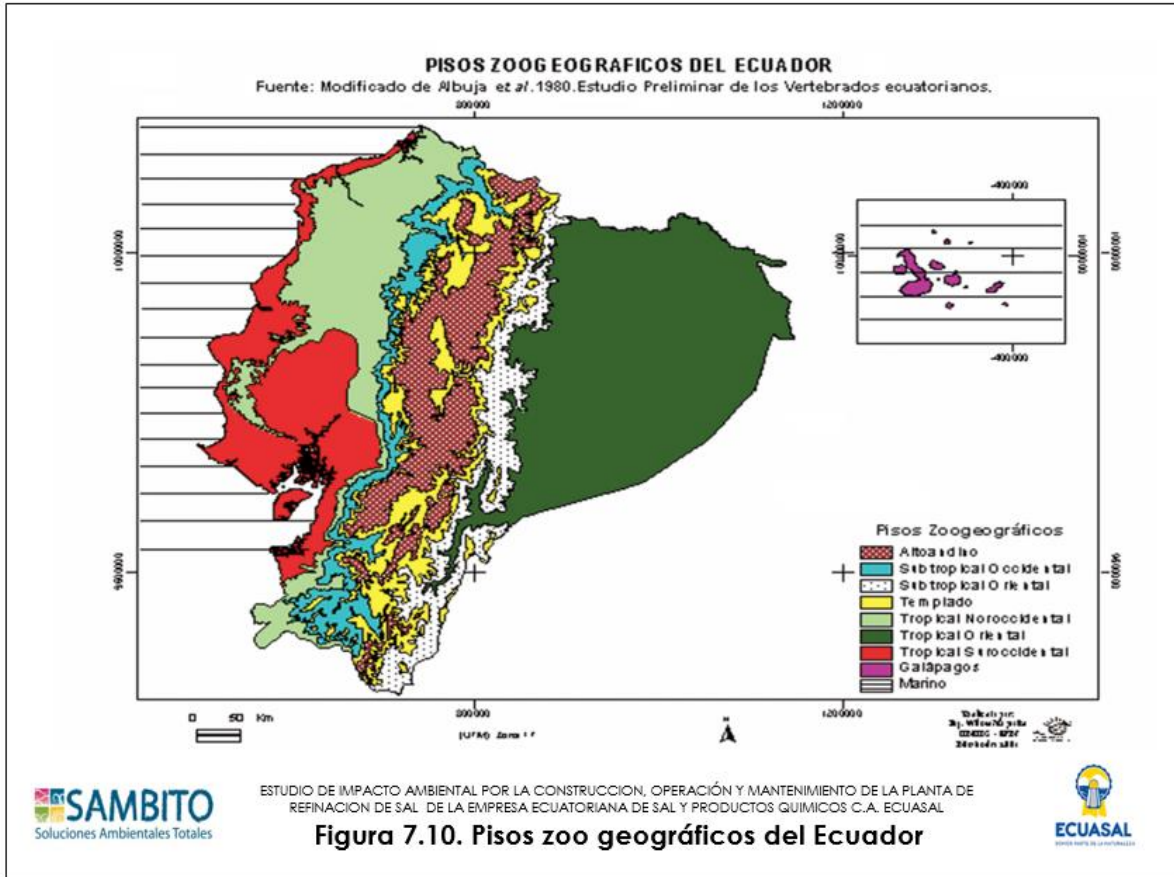 PISOS ZOOGEOGRAFICOS DEL ECUADOR
Fuente: Modificado de Albuja et al.1980.Estudio Preliminar de los Vertebrados ecuatorianos.
800000
1200000
-400000
-400000
Pisos Zoogeográficos
Altoandino
Subtropical Occidental
Subtropical Oriental
Templado
Tropical Noroccidental
Tropical Oriental
Tropical Suroccidental
Galápagos
Marino
0 50 Km
800000
1200000
(UTM) Zona
N
SAMBITO
Soluciones Ambientales Totales
ESTUDIO DE IMPACTO AMBIENTAL POR LA CONSTRUCCION, OPERACIÓN Y MANTENIMIENTO DE LA PLANTA DE
REFINACION DE SAL DE LA EMPRESA ECUATORIANA DE SAL Y PRODUCTOS QUIMICOS C.A. ECUASAL
Figura 7.10. Pisos zoo geográficos del Ecuador
ECUASAL